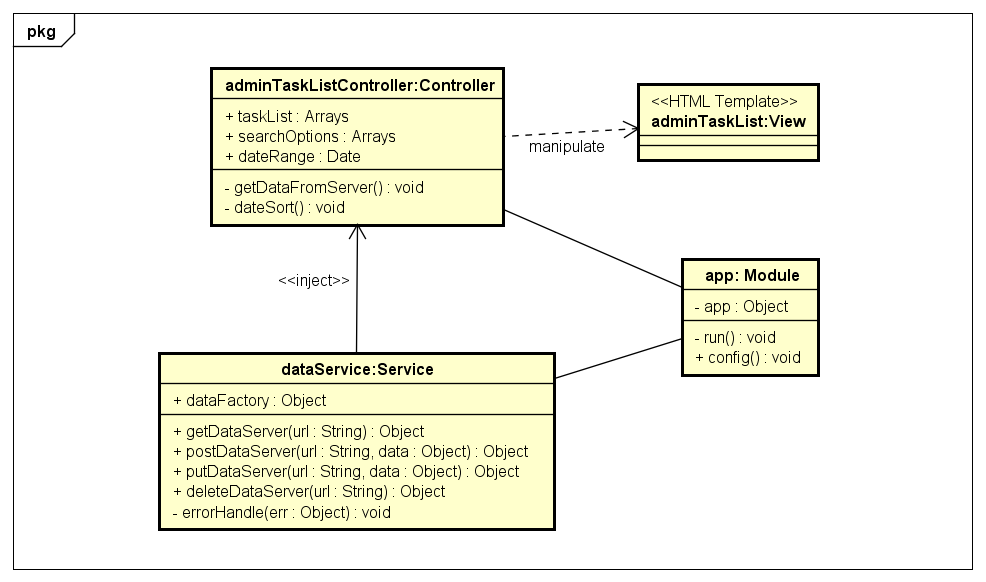 pkg
adminTaskListController:Controller
+ taskList : Arrays
+ searchOptions : Arrays
+ dateRange : Date
- getDataFromServer() : void
- dateSort() : void
<<HTML Template>>
adminTaskList:View
manipulate
<<inject>>
app: Module
- app : Object
- run() : void
+ config() : void
dataService:Service
+ dataFactory : Object
+ getDataServer(url : String) : Object
+ postDataServer(url : String, data : Object) : Object
+ putDataServer(url : String, data : Object) : Object
+ deleteDataServer(url : String) : Object
- errorHandle(err : Object) : void